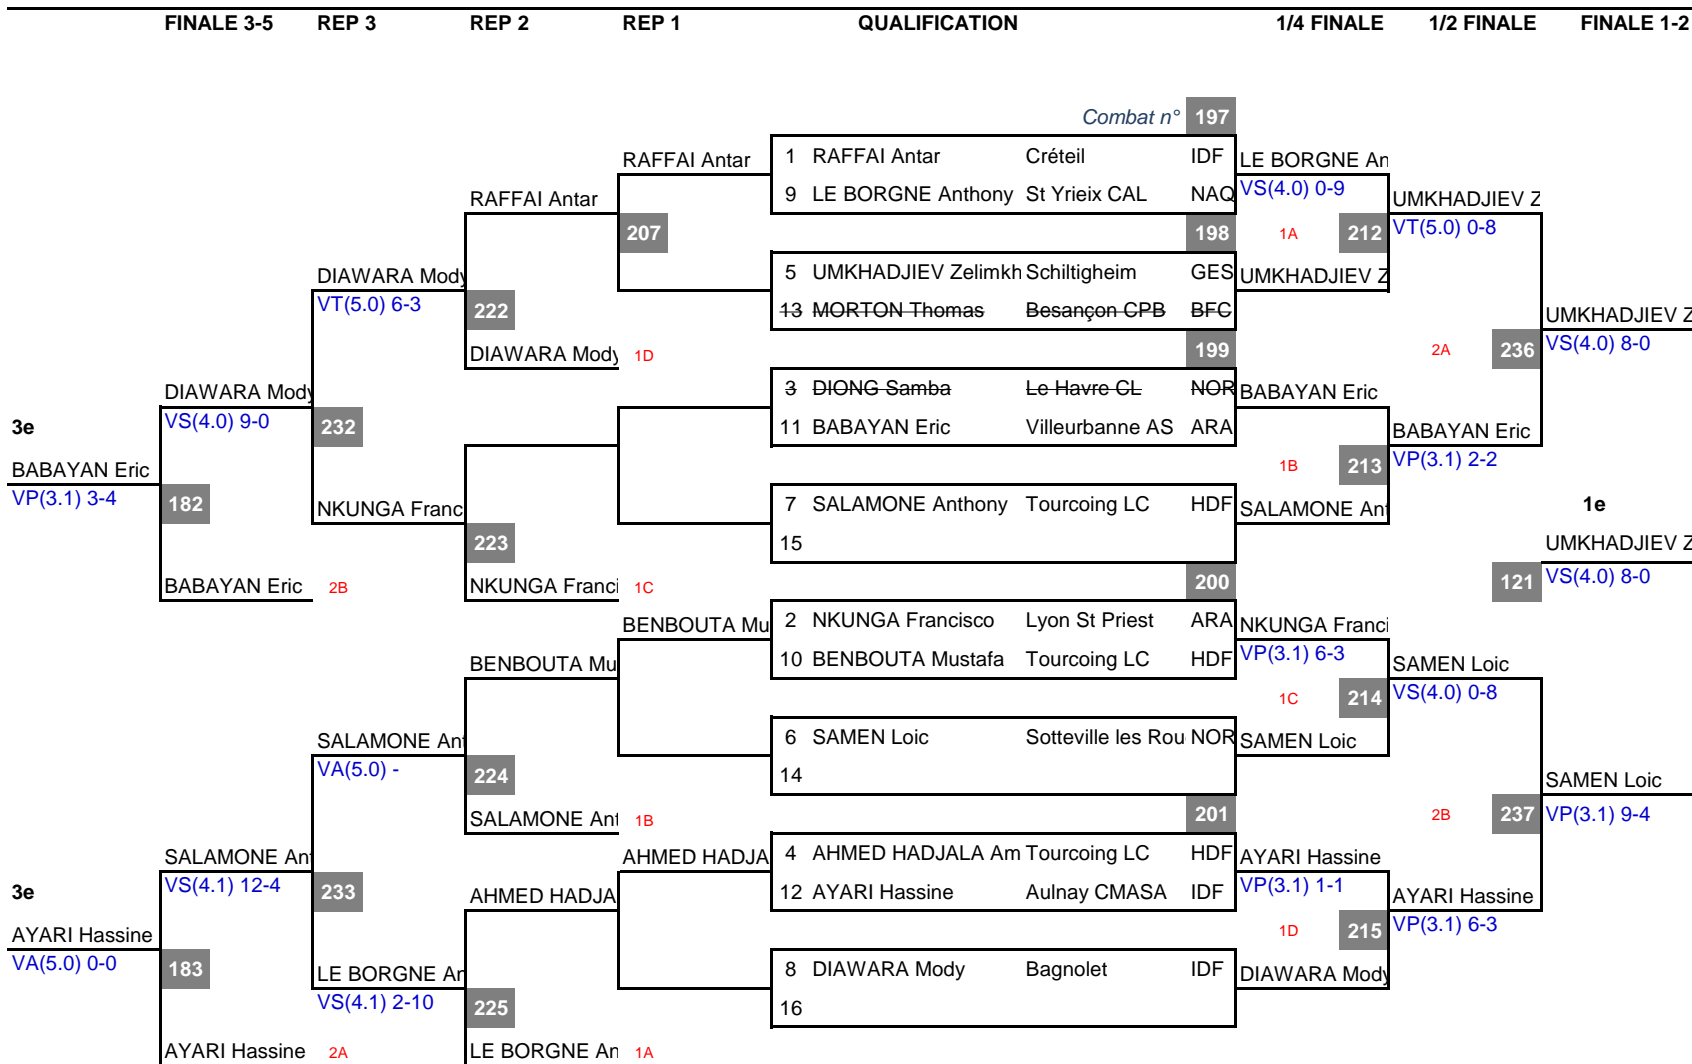 FINALE 3-5 REP 3 REP 2 REP 1 QUALIFICATION 1/4 FINALE 1/2 FINALE FINALE 1-2
Combat n° 197
RAFFAI Antar 1 RAFFAI Antar Créteil IDF LE BORGNE An
RAFFAI Antar 9 LE BORGNE Anthony St Yrieix CAL NAQ VS(4.0) 0-9 UMKHADJIEV Z
207 198 1A 212 VT(5.0) 0-8
DIAWARA Mody 5 UMKHADJIEV Zelimkh Schiltigheim GES UMKHADJIEV Z
VT(5.0) 6-3 222 13 MORTON Thomas Besançon CPB BFC UMKHADJIEV Z
DIAWARA Mody 1D 199 2A 236 VS(4.0) 8-0
DIAWARA Mody 3 DIONG Samba Le Havre CL NOR BABAYAN Eric
3e VS(4.0) 9-0 232 11 BABAYAN Eric Villeurbanne AS ARA BABAYAN Eric
BABAYAN Eric 1B 213 VP(3.1) 2-2
VP(3.1) 3-4 182 NKUNGA Franc 7 SALAMONE Anthony Tourcoing LC HDF SALAMONE Ant 1e
223 15 UMKHADJIEV Z
BABAYAN Eric 2B NKUNGA Franci 1C 200 121 VS(4.0) 8-0
BENBOUTA Mu 2 NKUNGA Francisco Lyon St Priest ARA NKUNGA Franci
BENBOUTA Mu 10 BENBOUTA Mustafa Tourcoing LC HDF VP(3.1) 6-3 SAMEN Loic
1C 214 VS(4.0) 0-8
SALAMONE Ant 6 SAMEN Loic Sotteville les Rou NOR SAMEN Loic
VA(5.0) - 224 14 SAMEN Loic
SALAMONE Ant 1B 201 2B 237 VP(3.1) 9-4
SALAMONE Ant AHMED HADJA 4 AHMED HADJALA Am Tourcoing LC HDF AYARI Hassine
3e VS(4.1) 12-4 233 AHMED HADJA 12 AYARI Hassine Aulnay CMASA IDF VP(3.1) 1-1 AYARI Hassine
AYARI Hassine 1D 215 VP(3.1) 6-3
VA(5.0) 0-0 183 LE BORGNE An 8 DIAWARA Mody Bagnolet IDF DIAWARA Mody
VS(4.1) 2-10 225 16
AYARI Hassine 2A LE BORGNE An 1A